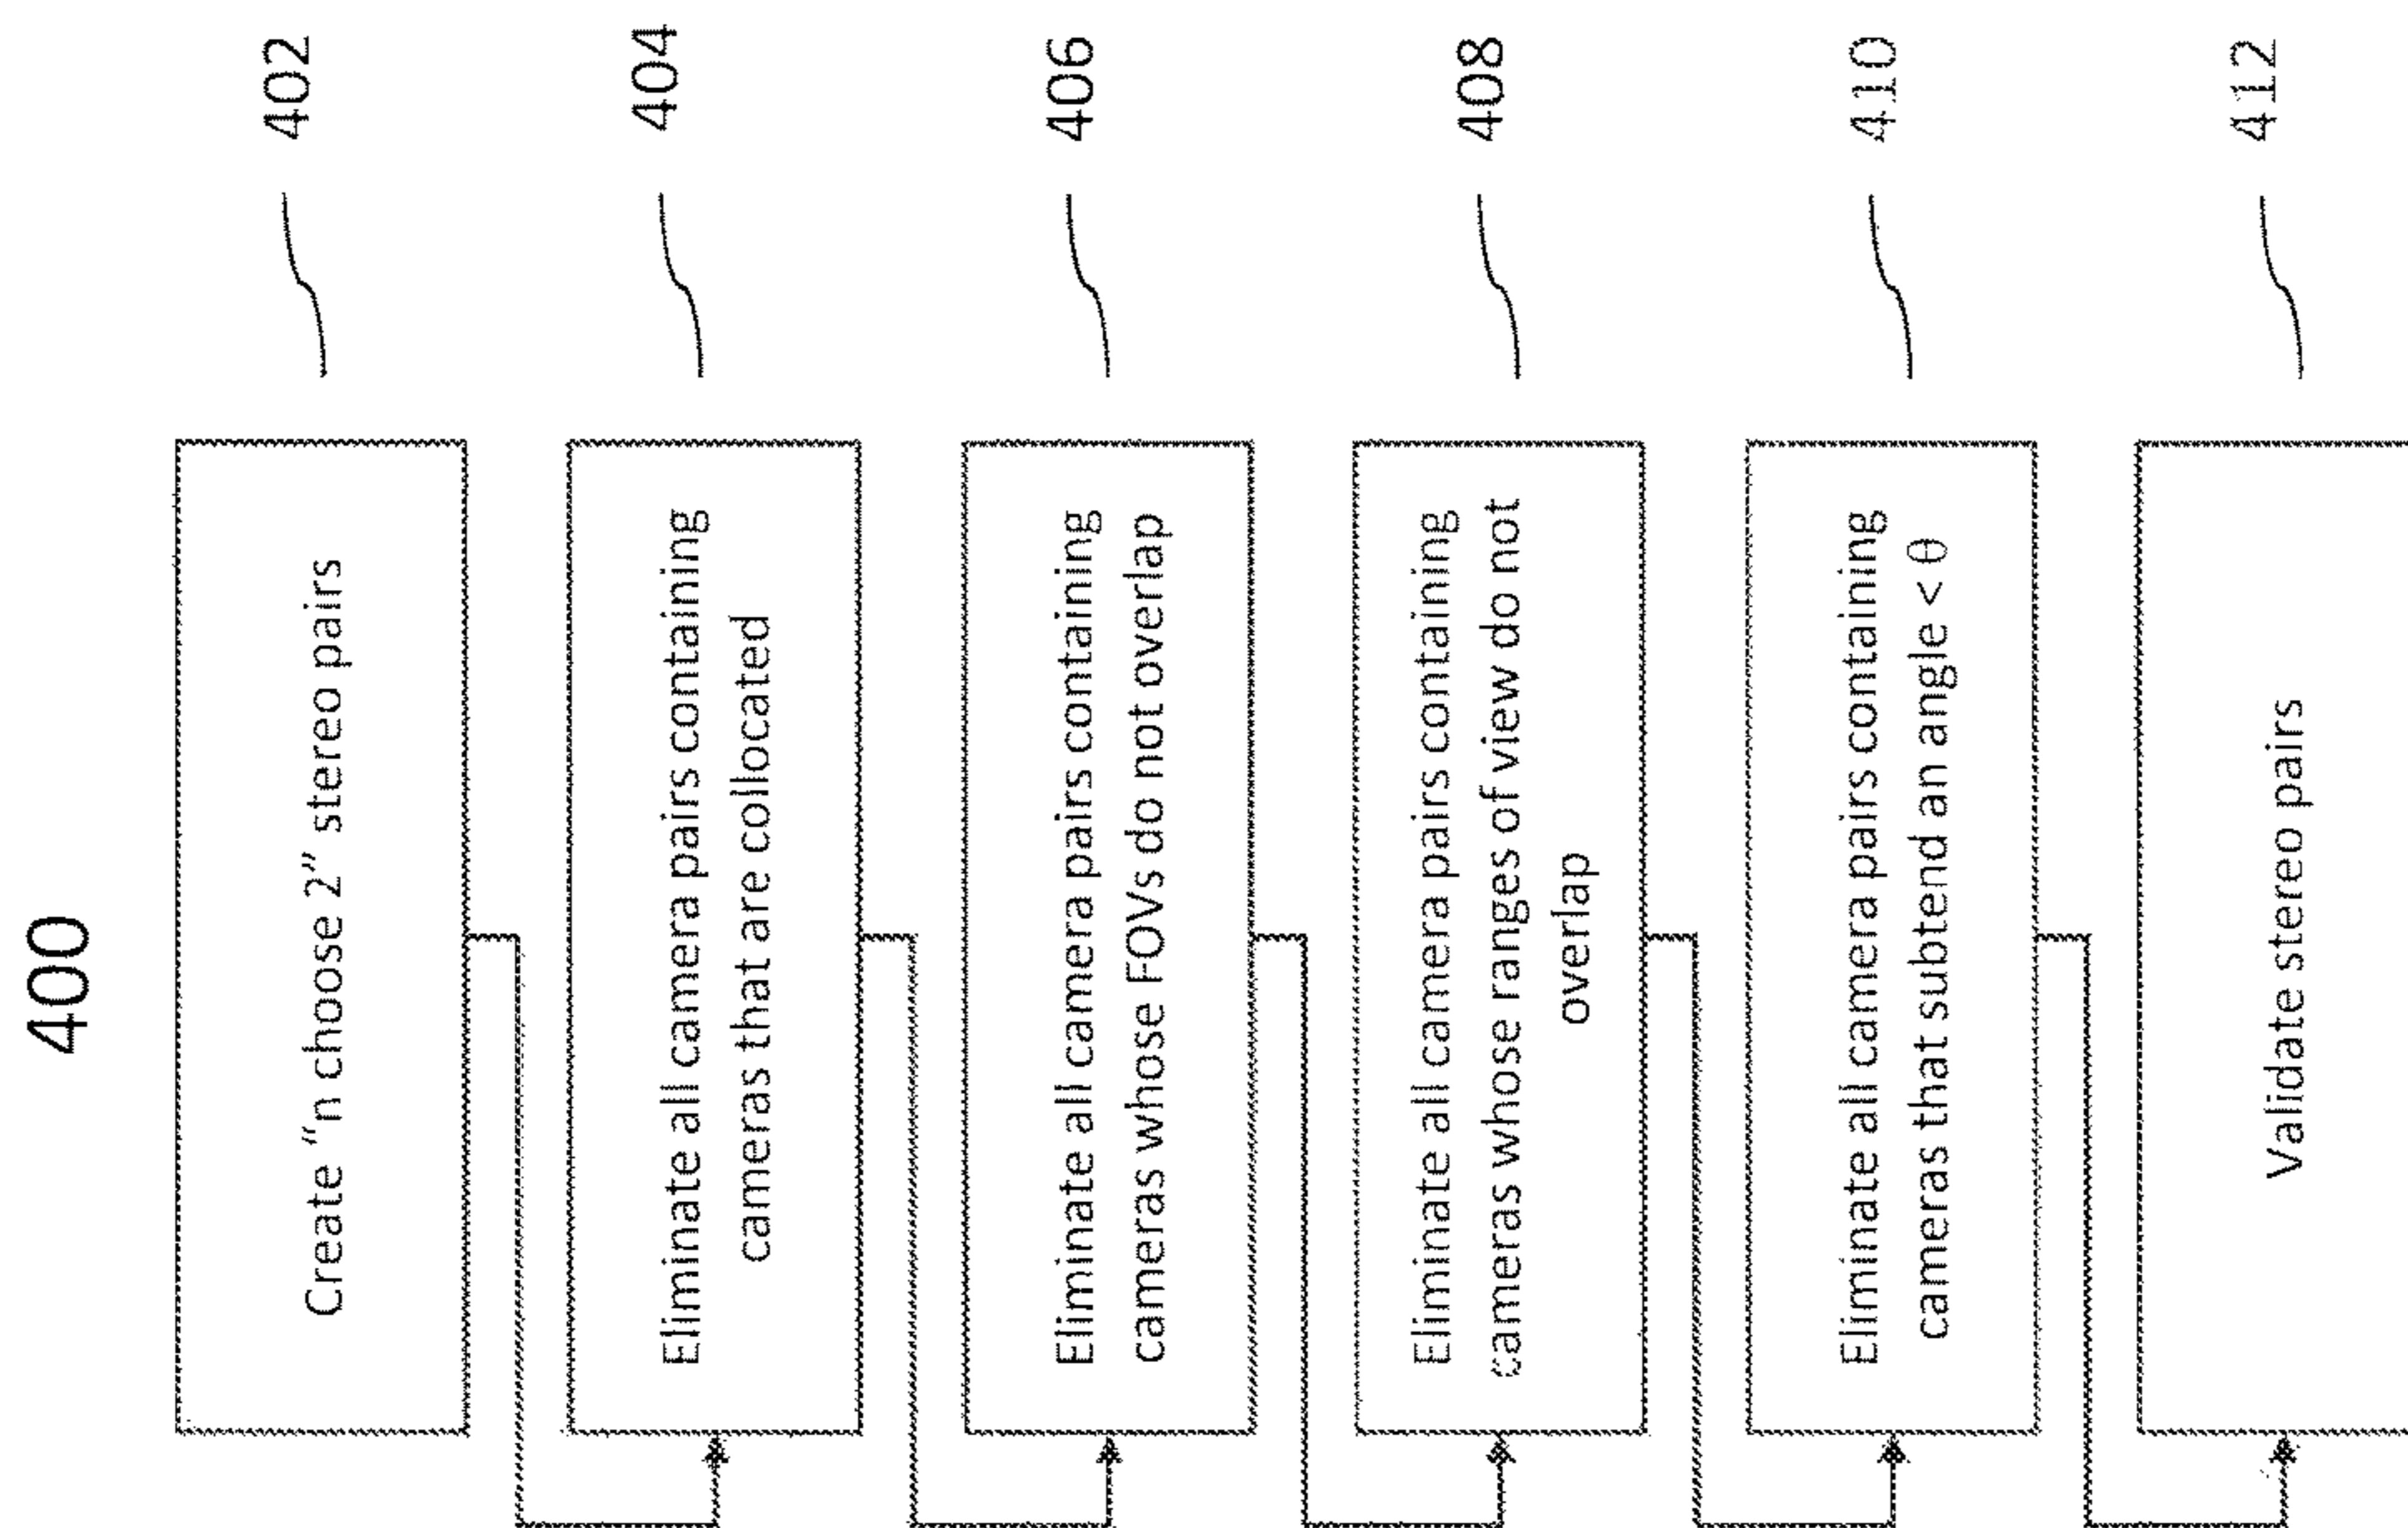 400
Create “n choose 2” stereo pairs
402
Eliminate all camera pairs containing
cameras that are collocated
404
Eliminate all camera pairs containing
cameras whose FOVs do not overlap
406
Eliminate all camera pairs containing
cameras whose ranges of view do not
overlap
408
Eliminate all camera pairs containing
cameras that subtend an angle < θ
410
Validate stereo pairs
412